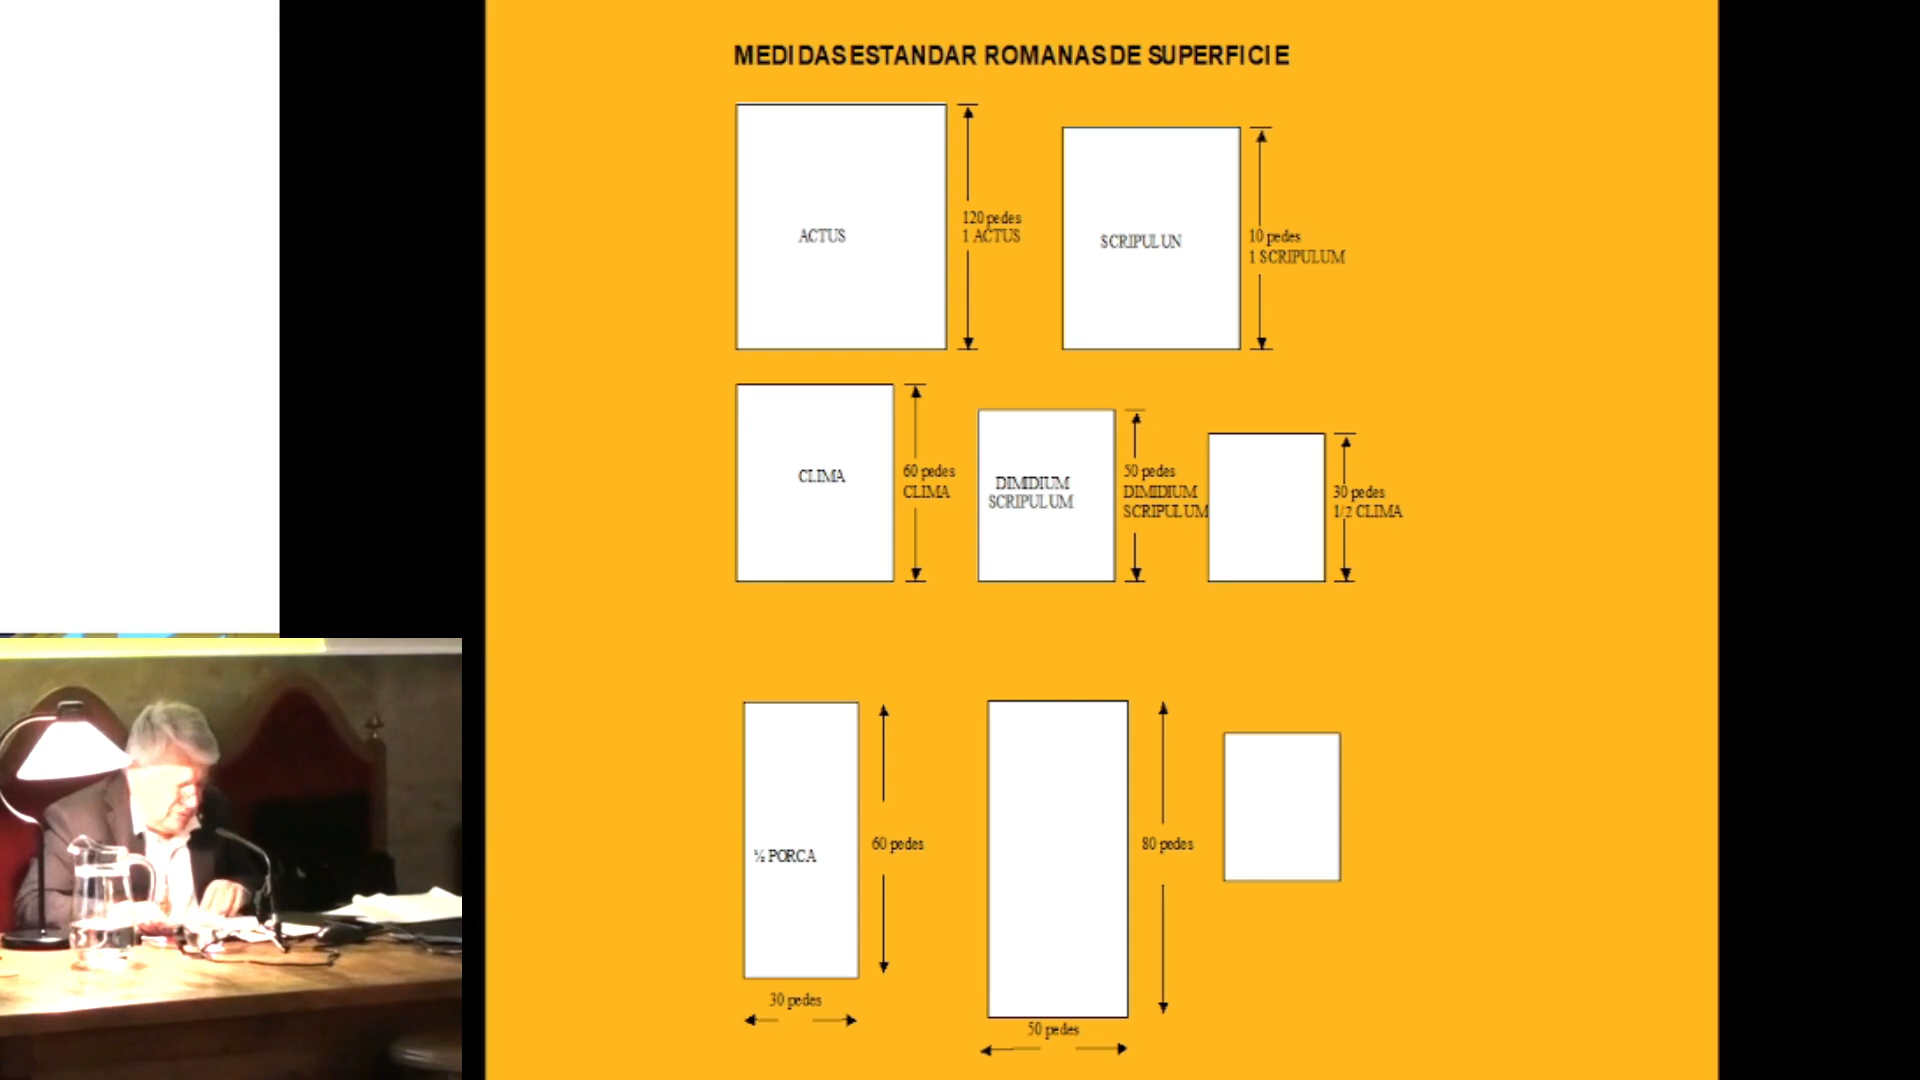 MEDIDAS ESTANDAR ROMANAS DE SUPERFICIE
ACTUS
120 pedes
1 ACTUS
SCRIPULUN
10 pedes
1 SCRIPULUM
CLIMA
60 pedes
CLIMA
DIMIDIUM
SCRIPULUM
50 pedes
DIMIDIUM
SCRIPULUM
30 pedes
1/2 CLIMA
½ PORCA
60 pedes
30 pedes
80 pedes
50 pedes